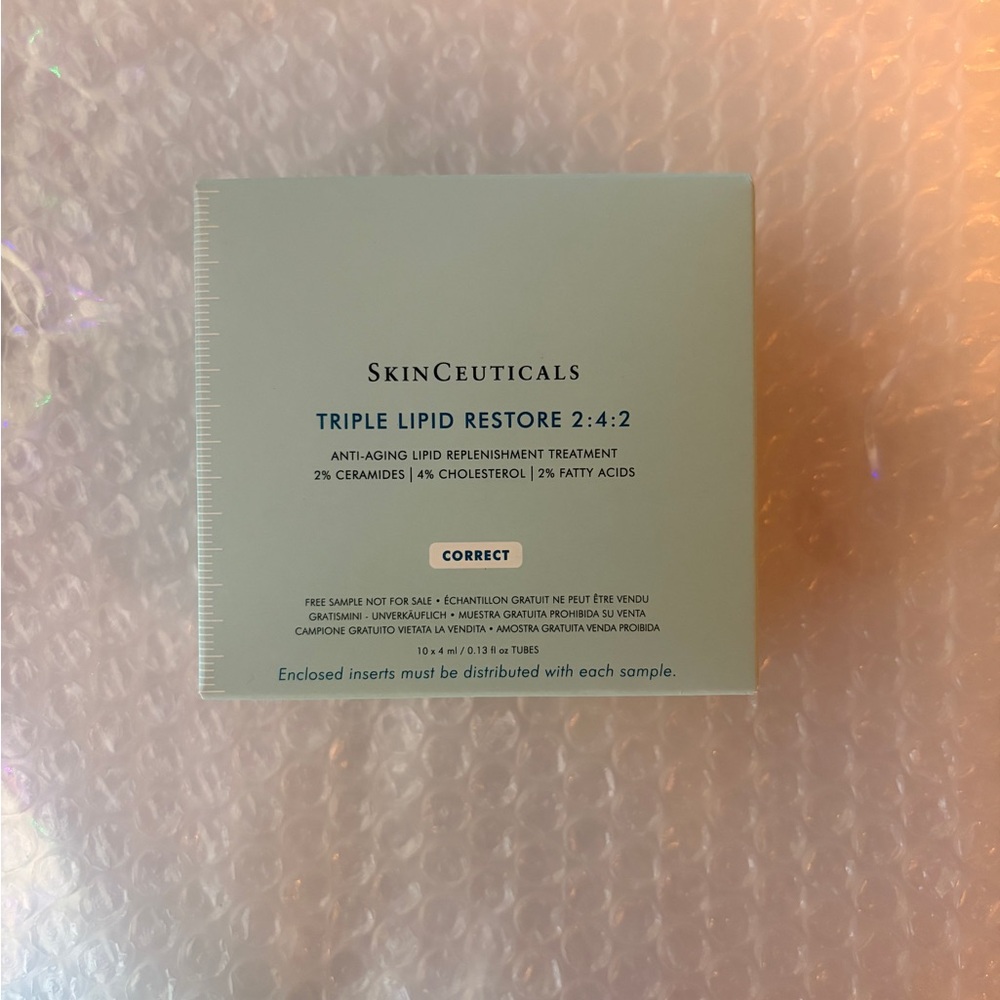 SKINCEUTICALS
TRIPLE LIPID RESTORE 2:4:2
ANTI-AGING LIPID REPLENISHMENT TREATMENT
2% CERAMIDES | 4% CHOLESTEROL | 2% FATTY ACIDS
CORRECT
FREE SAMPLE NOT FOR SALE • ÉCHANTILLON GRATUIT NE PEUT ÊTRE VENDU
GRATISMINI - UNVERKÄUFLICH • MUESTRA GRATUITA PROHIBIDA SU VENTA
CAMPIONE GRATUITO VIETATA LA VENDITA • AMOSTRA GRATUITA VENDA PROIBIDA
10 x 4 ml / 0.13 fl oz TUBES
Enclosed inserts must be distributed with each sample.